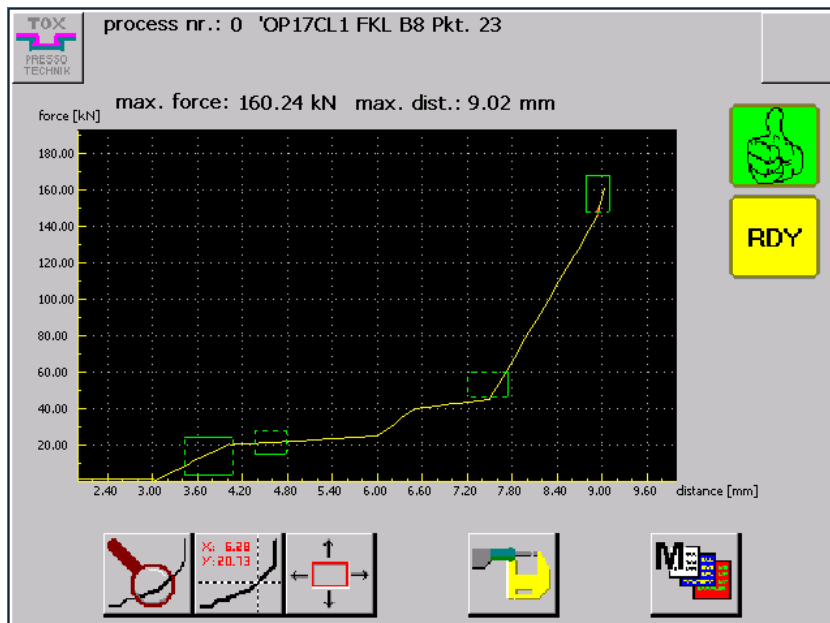 TOX
PRESSO
TECHNIK
process nr.: 0 'OP17CL1 FKL B8 Pkt. 23
max. force: 160.24 kN max. dist.: 9.02 mm
force [kN]
180.00
160.00
140.00
120.00
100.00
80.00
60.00
40.00
20.00
2.40 3.00 3.60 4.20 4.80 5.40 6.00 6.60 7.20 7.80 8.40 9.00 9.60 distance [mm]
RDY
X: 6.28
Y:20.73
M